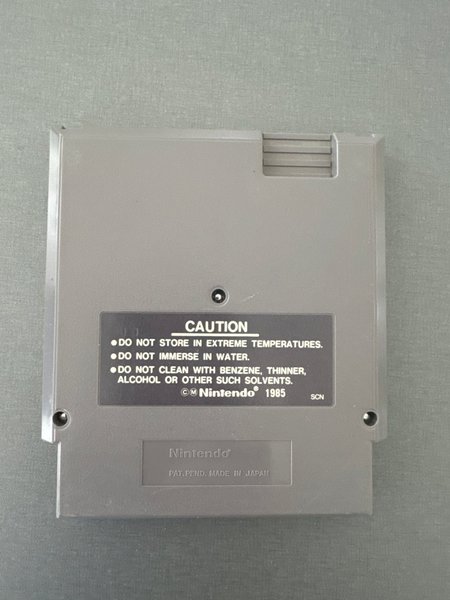 CAUTION
●DO NOT STORE IN EXTREME TEMPERATURES.
●DO NOT IMMERSE IN WATER.
●DO NOT CLEAN WITH BENZENE, THINNER,
ALCOHOL OR OTHER SUCH SOLVENTS.
ⒸⓂ Nintendo® 1985
SCN
Nintendo®
PAT. PEND. MADE IN JAPAN